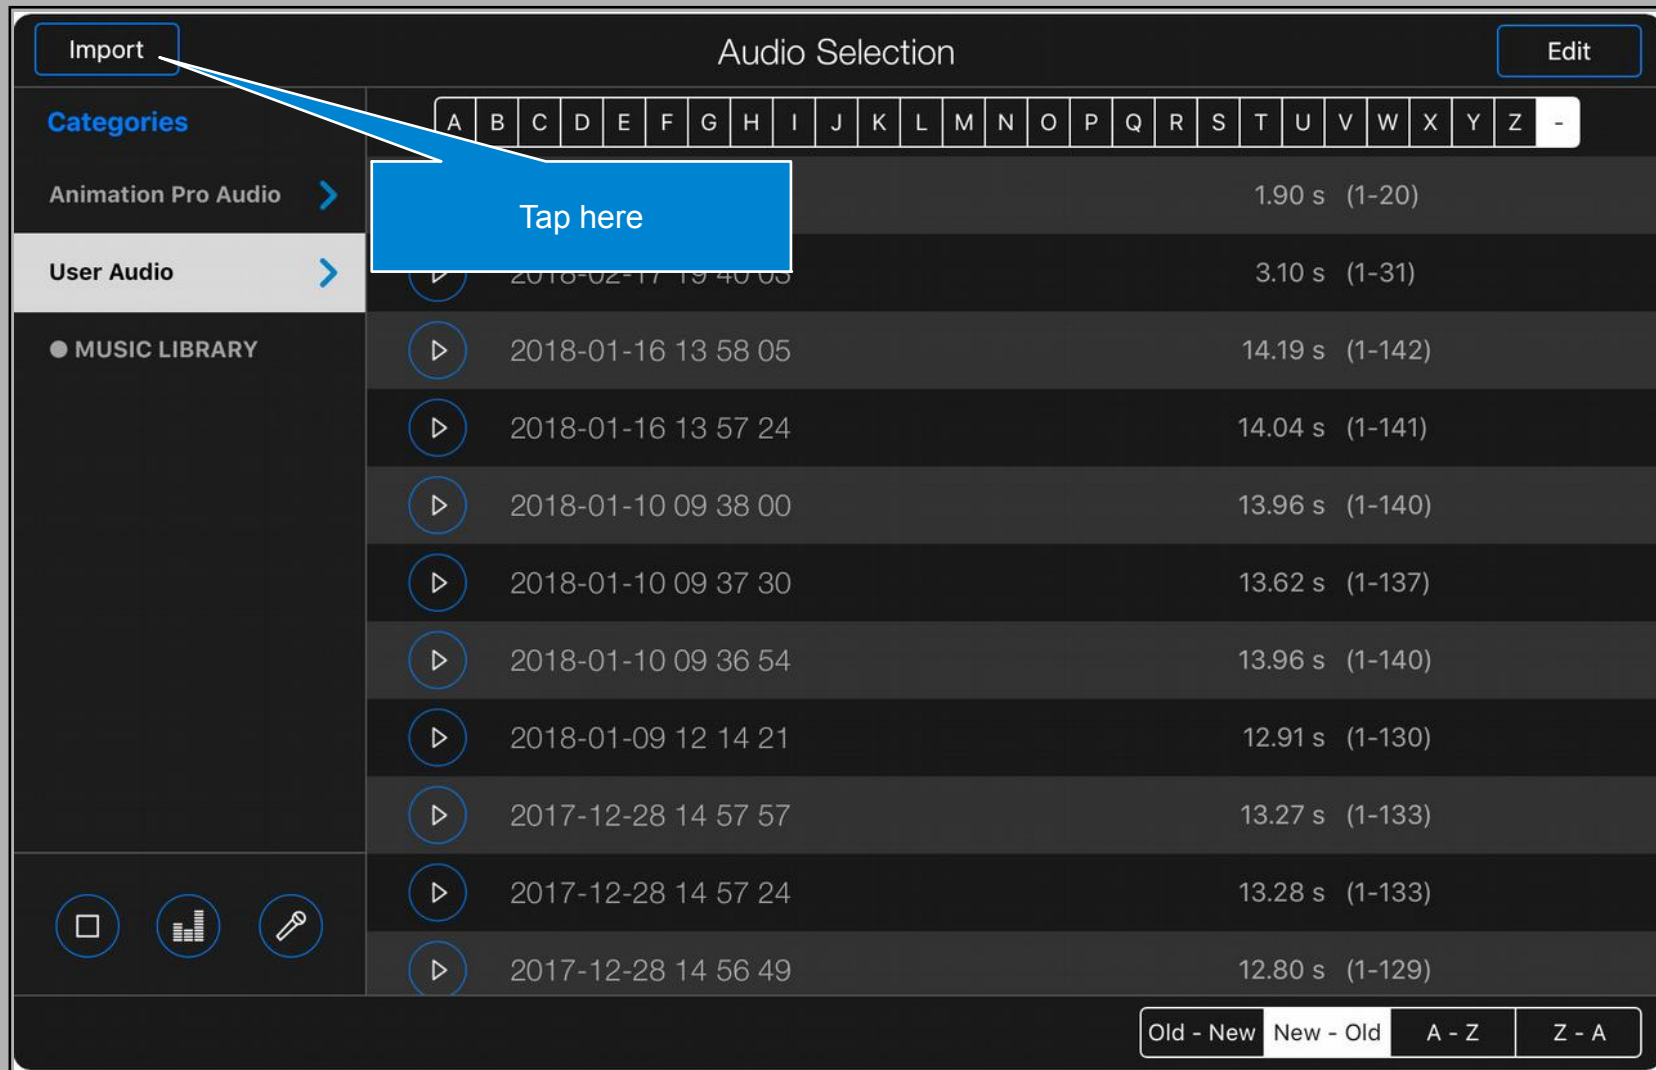 Import
Audio Selection
Edit
Categories
A B C D E F G H I J K L M N O P Q R S T U V W X Y Z -
Animation Pro Audio
1.90 s (1-20)
Tap here
User Audio
2018-02-17 19 40 03
3.10 s (1-31)
MUSIC LIBRARY
2018-01-16 13 58 05
14.19 s (1-142)
2018-01-16 13 57 24
14.04 s (1-141)
2018-01-10 09 38 00
13.96 s (1-140)
2018-01-10 09 37 30
13.62 s (1-137)
2018-01-10 09 36 54
13.96 s (1-140)
2018-01-09 12 14 21
12.91 s (1-130)
2017-12-28 14 57 57
13.27 s (1-133)
2017-12-28 14 57 24
13.28 s (1-133)
2017-12-28 14 56 49
12.80 s (1-129)
Old - New
New - Old
A - Z
Z - A